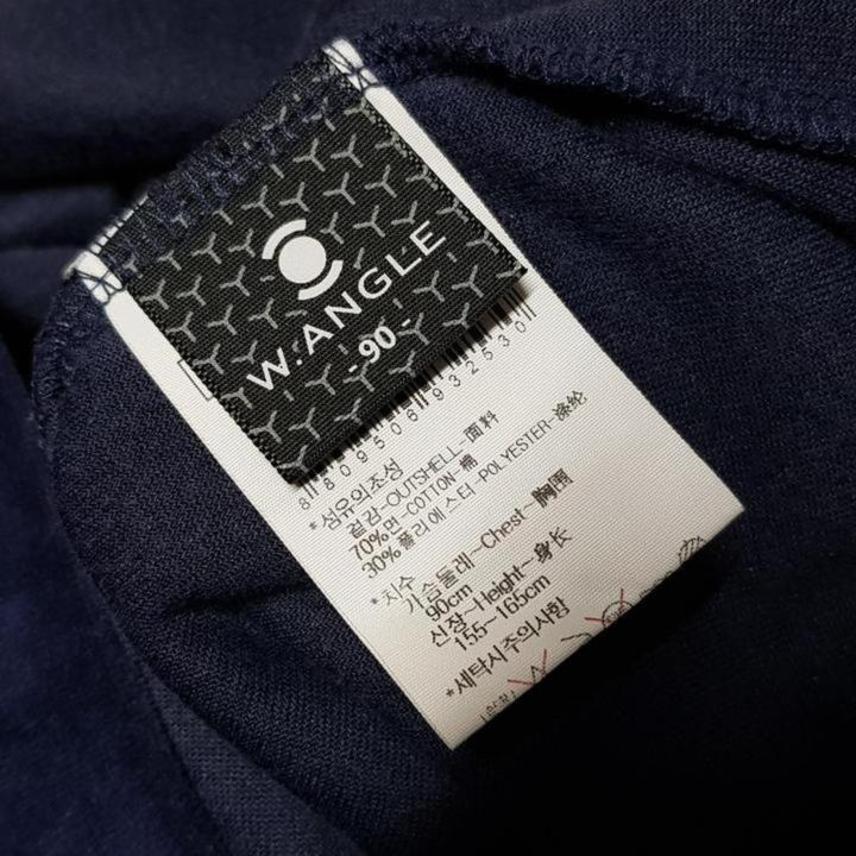 W.ANGLE
- 90 -
8 809506 932530
*섬유의조성
겉감-OUTSHELL-面料
70%면-COTTON-棉
30%폴리에스터-POLYESTER-涤纶
*치수
가슴둘레-Chest-胸围
90cm
신장-Height-身长
155-165cm
*세탁시주의사항